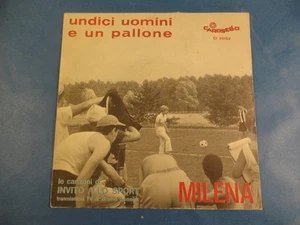 undici uomini
e un pallone
CAROSELLO
le canzoni di
INVITO ALLO SPORT
MILENA